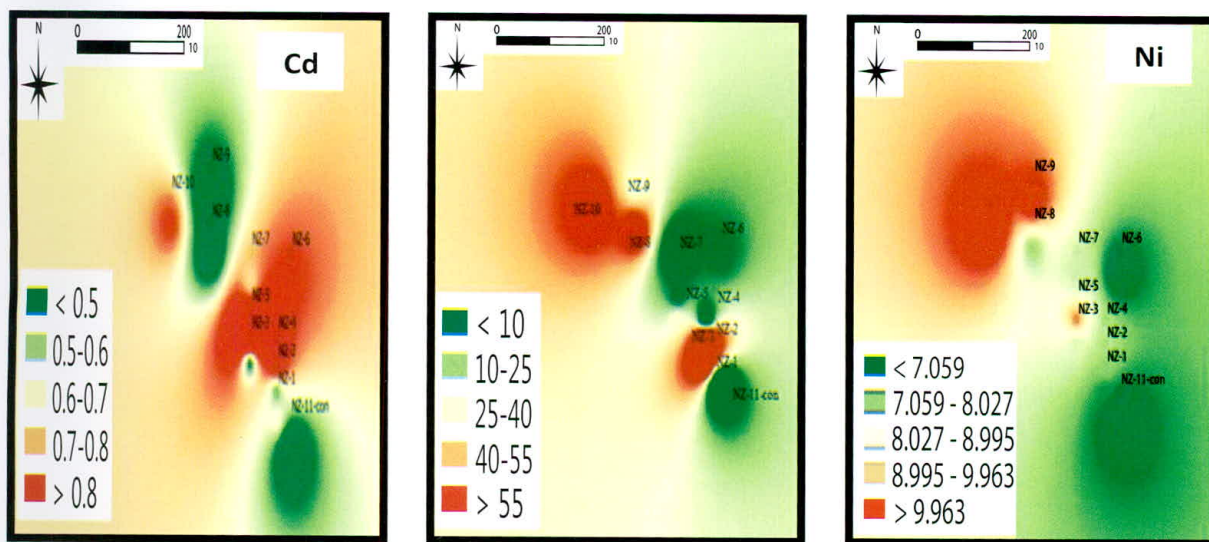 N
0 200
10
Cd
NZ-9
NZ-10
NZ-8
NZ-7 NZ-6
NZ-5
NZ-3 NZ-4
NZ-2
NZ-1
NZ-11-con
< 0.5
0.5-0.6
0.6-0.7
0.7-0.8
> 0.8
N
0 200
10
NZ-9
NZ-10
NZ-8 NZ-7 NZ-6
NZ-5 NZ-4
NZ-2
NZ-1
NZ-11-con
< 10
10-25
25-40
40-55
> 55
N
0 200
10
Ni
NZ-9
NZ-8
NZ-7 NZ-6
NZ-5
NZ-3 NZ-4
NZ-2
NZ-1
NZ-11-con
< 7.059
7.059 - 8.027
8.027 - 8.995
8.995 - 9.963
> 9.963